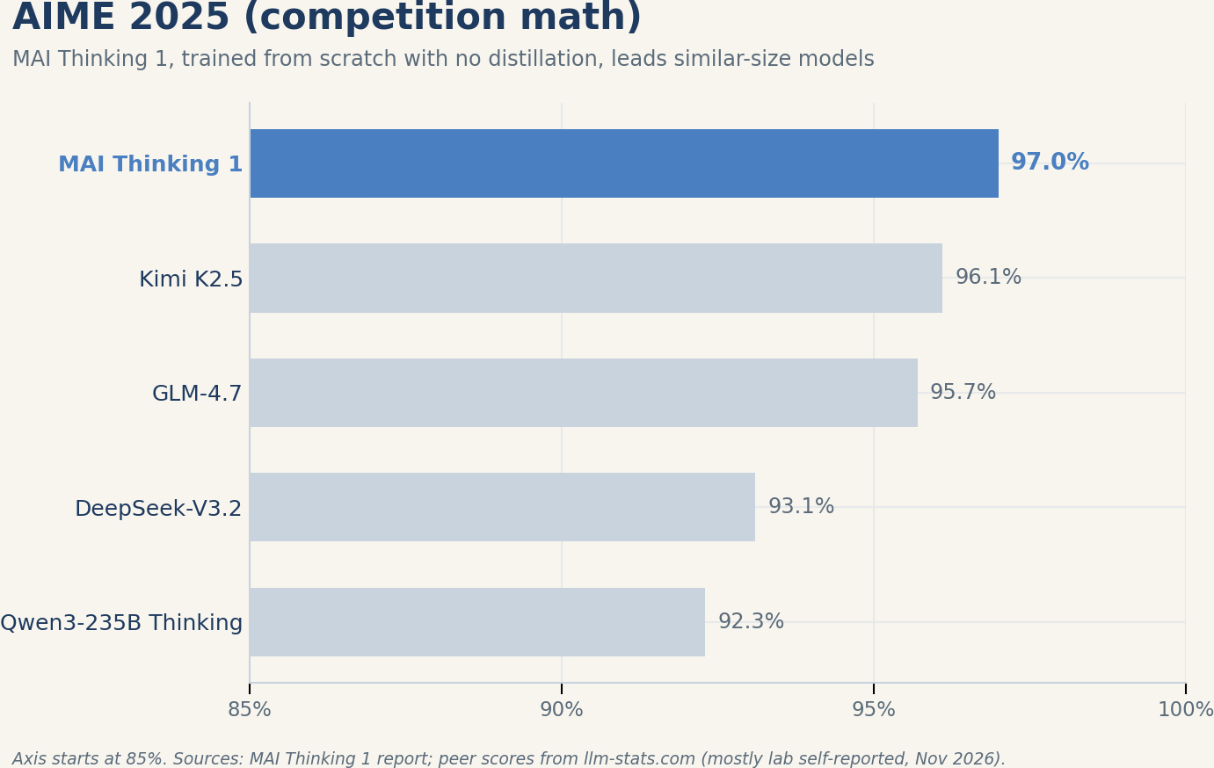 AIME 2025 (competition math)
MAI Thinking 1, trained from scratch with no distillation, leads similar-size models
MAI Thinking 1
97.0%
Kimi K2.5
96.1%
GLM-4.7
95.7%
DeepSeek-V3.2
93.1%
Qwen3-235B Thinking
92.3%
85%
90%
95%
100%
Axis starts at 85%. Sources: MAI Thinking 1 report; peer scores from llm-stats.com (mostly lab self-reported, Nov 2026).